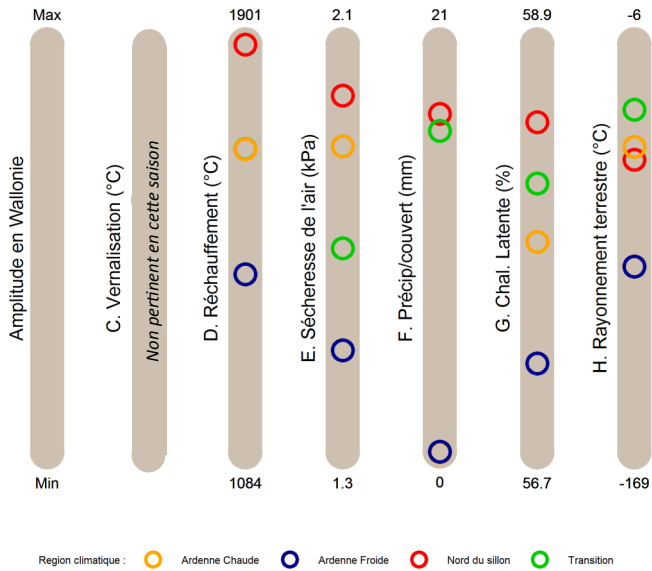 Max
1901
2.1
21
58.9
-6
Amplitude en Wallonie
C. Vernalisation (°C)
Non pertinent en cette saison
D. Réchauffement (°C)
E. Sécheresse de l'air (kPa)
F. Précip/couvert (mm)
G. Chal. Latente (%)
H. Rayonnement terrestre (°C)
Min
1084
1.3
0
56.7
-169
Region climatique :
Ardenne Chaude
Ardenne Froide
Nord du sillon
Transition